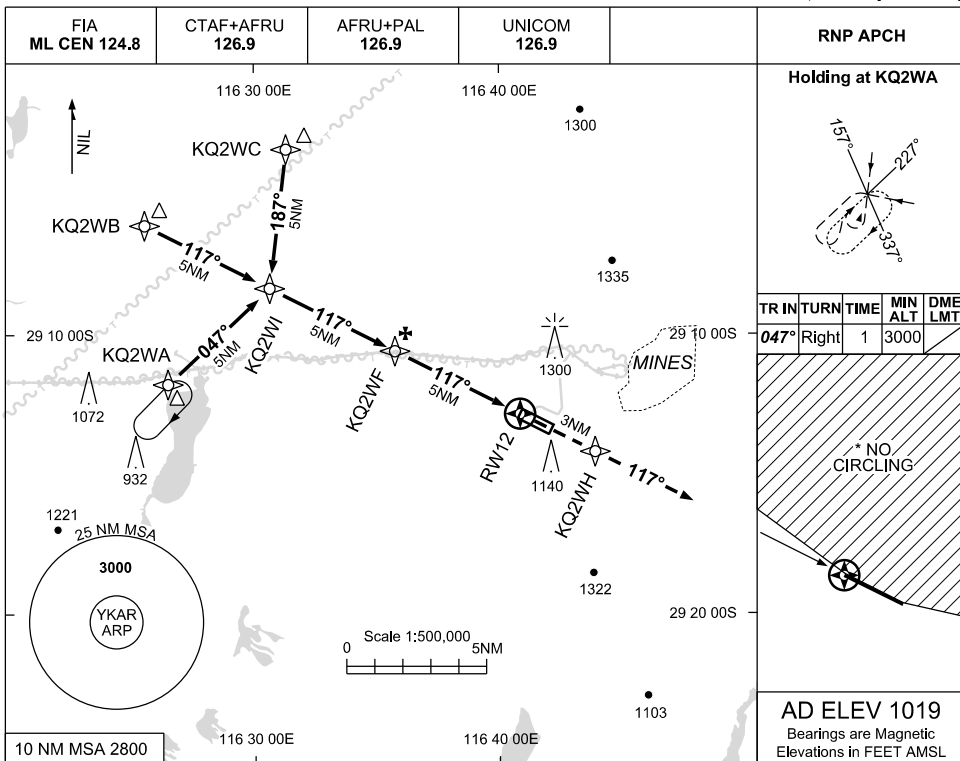 FIA
ML CEN 124.8
CTAF+AFRU
126.9
AFRU+PAL
126.9
UNICOM
126.9
RNP APCH
116 30 00E
116 40 00E
NIL
KQ2WC
1300
187°
5NM
KQ2WB
117°
5NM
1335
KQ2WI
117°
5NM
29 10 00S
29 10 00S
KQ2WA
047°
5NM
KQ2WF
1300
MINES
1072
117°
5NM
932
RW12
3NM
1140
KQ2WH
117°
1221
25 NM MSA
3000
YKAR
ARP
1322
29 20 00S
Scale 1:500,000
0
5NM
1103
10 NM MSA 2800
116 30 00E
116 40 00E
Holding at KQ2WA
157°
227°
337°
TR IN TURN TIME MIN ALT DME LMT
047° Right 1 3000
* NO
CIRCLING
AD ELEV 1019
Bearings are Magnetic
Elevations in FEET AMSL